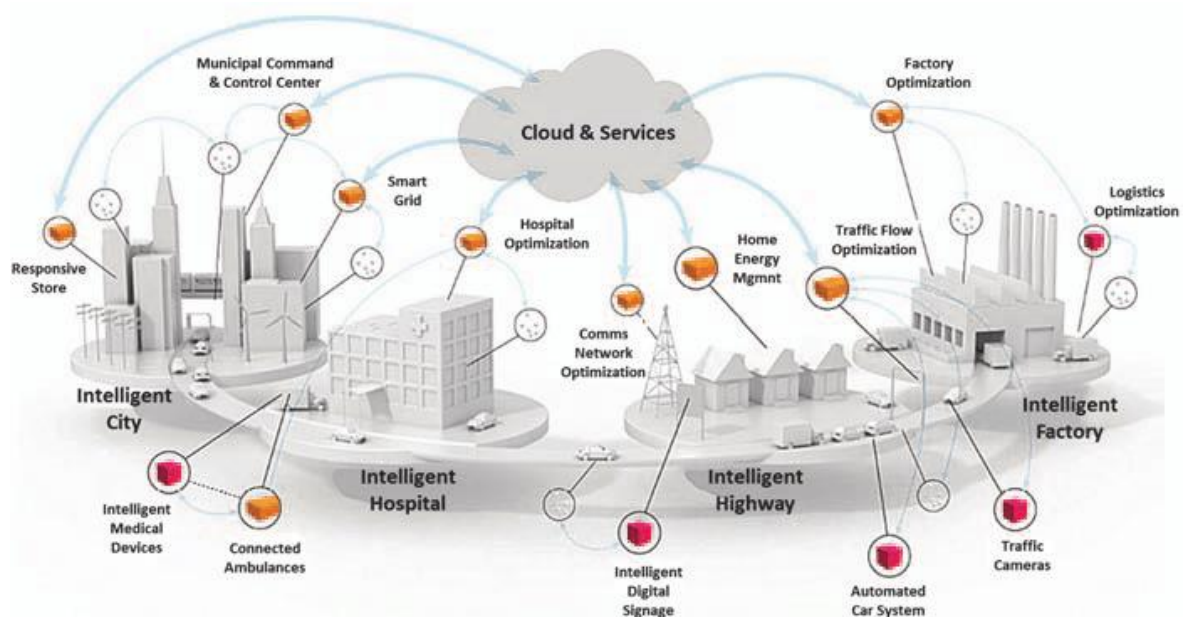 Municipal Command
& Control Center
Factory
Optimization
Cloud & Services
Smart
Grid
Logistics
Optimization
Hospital
Optimization
Home
Energy
Mgmnt
Traffic Flow
Optimization
Responsive
Store
Comms
Network
Optimization
Intelligent
City
Intelligent
Factory
Intelligent
Hospital
Intelligent
Highway
Intelligent
Medical
Devices
Connected
Ambulances
Intelligent
Digital
Signage
Automated
Car System
Traffic
Cameras